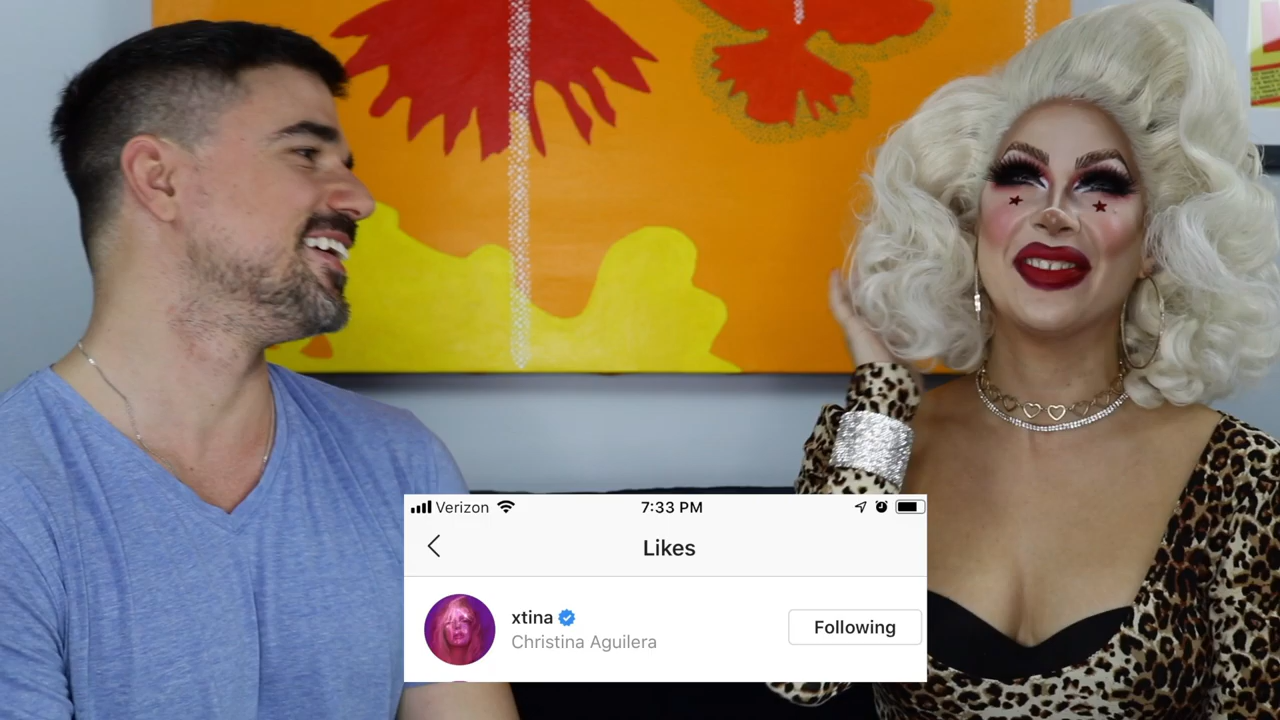 Verizon 7:33 PM
Likes
xtina
Christina Aguilera
Following